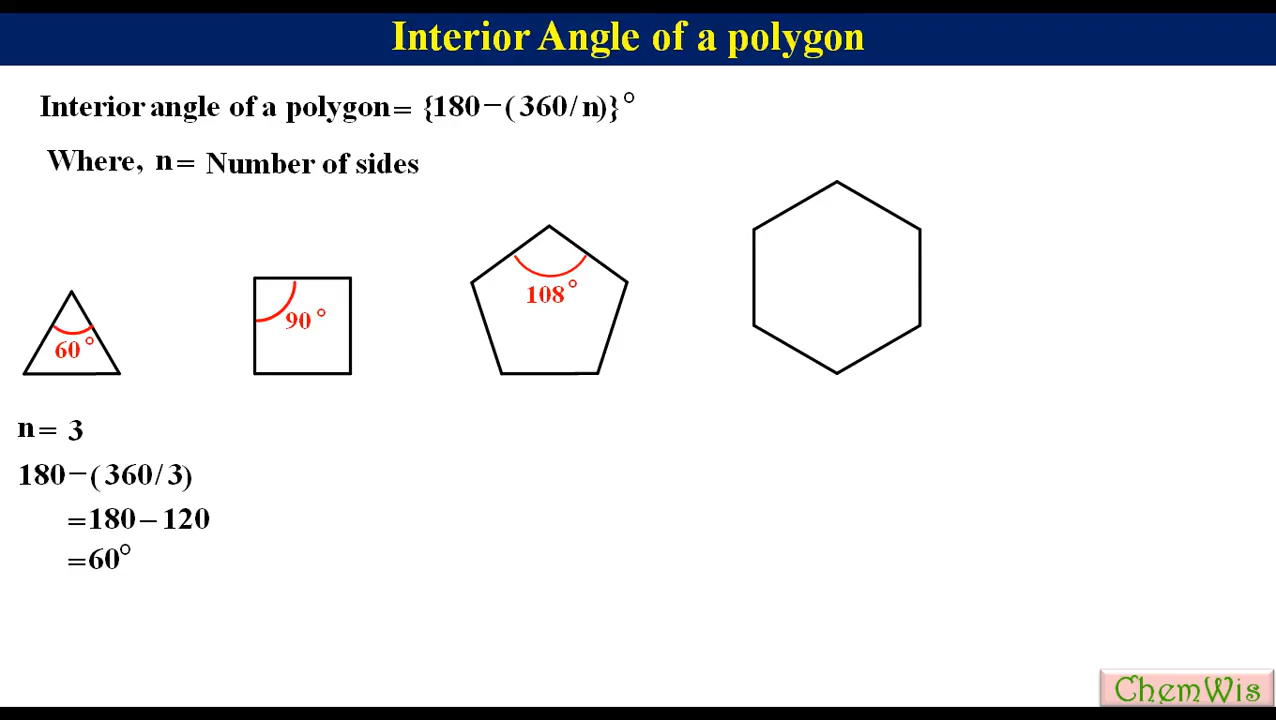 Interior Angle of a polygon
Interior angle of a polygon= {180−(360/n)}°
Where, n= Number of sides
60°
90°
108°
n= 3
180−(360/3)
=180−120
=60°
ChemWis